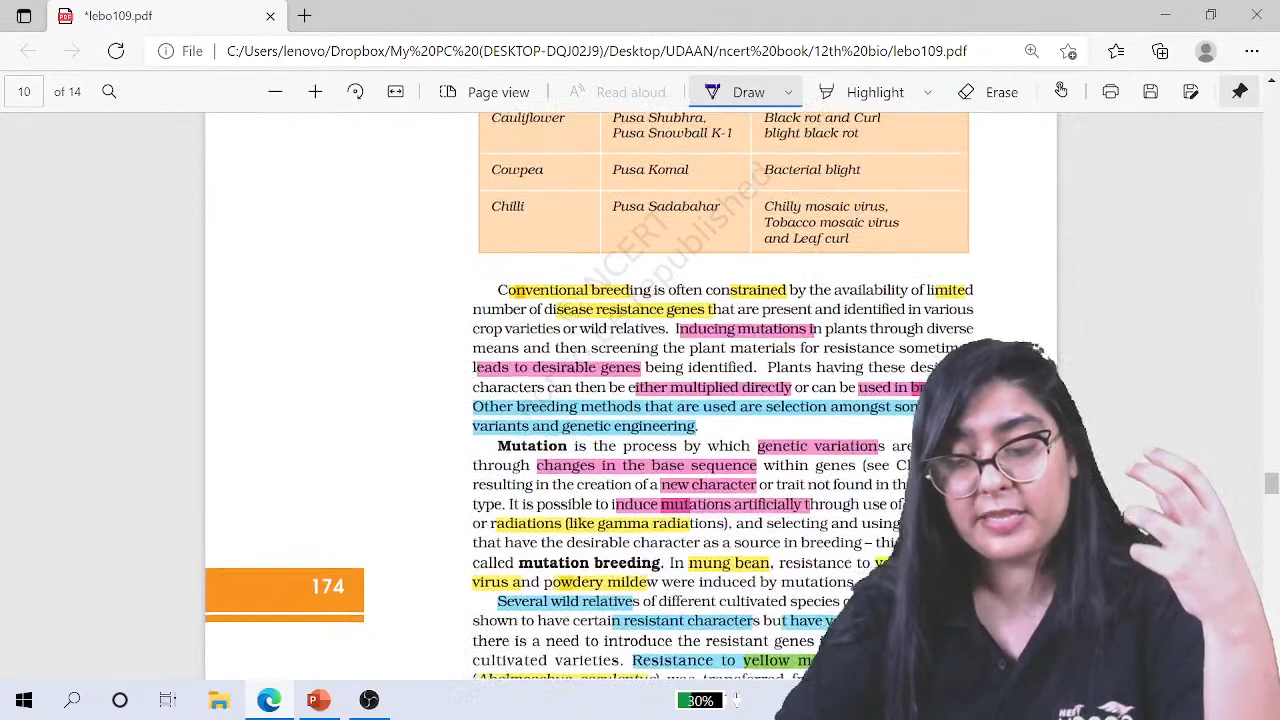 *lebo109.pdf
File C:/Users/lenovo/Dropbox/My%20PC%20(DESKTOP-DQJ02J9)/Desktop/UDAAN/ncert%20book/12th%20bio/lebo109.pdf
10 of 14 Page view Read aloud Draw Highlight Erase
Cauliflower Pusa Shubhra, Black rot and Curl
Pusa Snowball K-1 blight black rot
Cowpea Pusa Komal Bacterial blight
Chilli Pusa Sadabahar Chilly mosaic virus,
Tobacco mosaic virus
and Leaf curl
NCERT
republished
Conventional breeding is often constrained by the availability of limited
number of disease resistance genes that are present and identified in various
crop varieties or wild relatives. Inducing mutations in plants through diverse
means and then screening the plant materials for resistance
leads to desirable genes being identified. Plants having these
characters can then be either multiplied directly or can be used in
Other breeding methods that are used are selection amongst
variants and genetic engineering.
Mutation is the process by which genetic variations are
through changes in the base sequence within genes (see
resulting in the creation of a new character or trait not found in the
type. It is possible to induce mutations artificially through use of
or radiations (like gamma radiations), and selecting and using
that have the desirable character as a source in breeding –
called mutation breeding. In mung bean, resistance to
virus and powdery mildew were induced by mutations
Several wild relatives of different cultivated species
shown to have certain resistant characters but have
there is a need to introduce the resistant genes
cultivated varieties. Resistance to yellow
(Abelmoschus esculentus) was transferred
174
30%